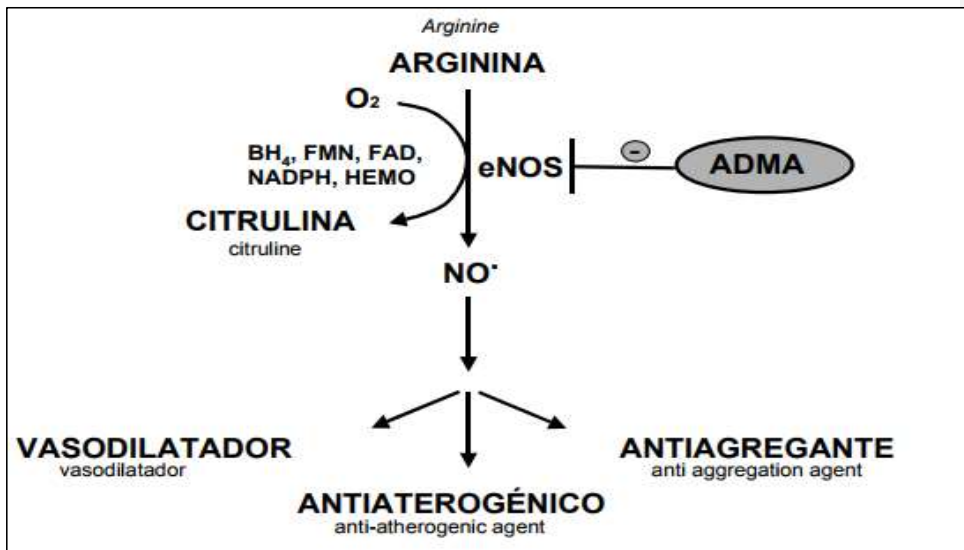 Arginine
ARGININA
O₂
BH₄, FMN, FAD,
NADPH, HEMO
eNOS
-
ADMA
CITRULINA
citruline
NO·
VASODILATADOR
vasodilatador
ANTIAGREGANTE
anti aggregation agent
ANTIATEROGÉNICO
anti-atherogenic agent